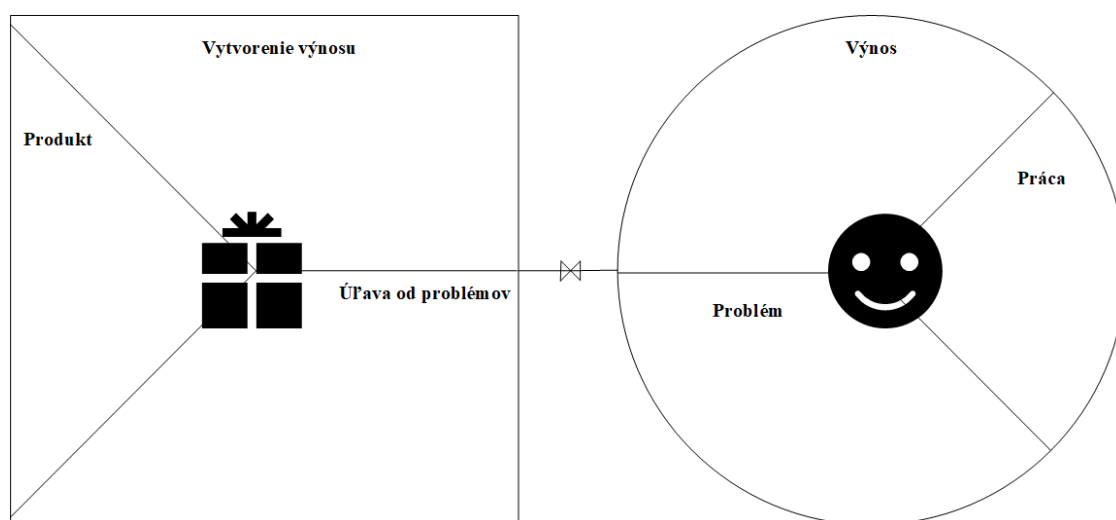 Vytvorenie výnosu
Výnos
Produkt
Práca
Úľava od problémov
Problém